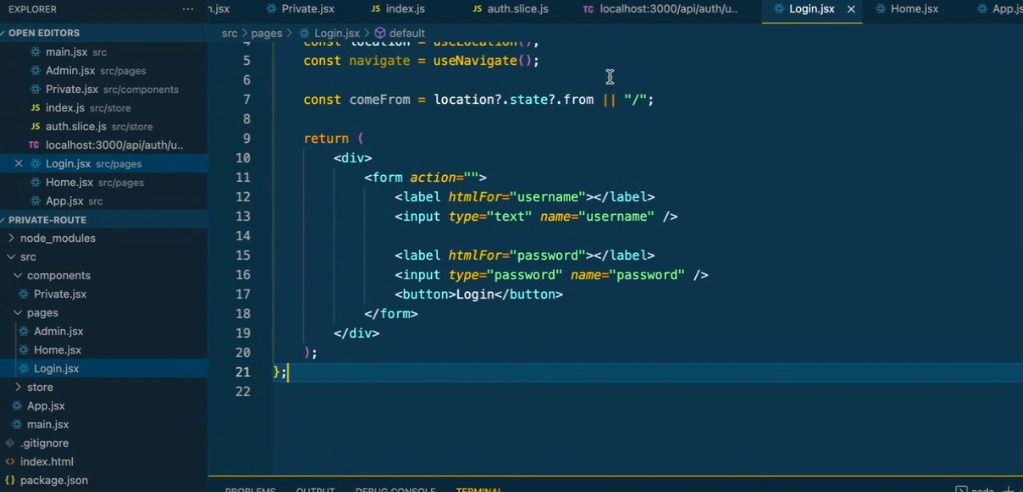 EXPLORER ...
n.jsx Private.jsx JS index.js JS auth.slice.js TC localhost:3000/api/auth/u.. Login.jsx Home.jsx App.js
OPEN EDITORS
main.jsx src
Admin.jsx src/pages
Private.jsx src/components
JS index.js src/store
JS auth.slice.js src/store
TC localhost:3000/api/auth/u..
Login.jsx src/pages
Home.jsx src/pages
App.jsx src
PRIVATE-ROUTE
node_modules
src
components
Private.jsx
pages
Admin.jsx
Home.jsx
Login.jsx
store
App.jsx
main.jsx
.gitignore
index.html
package.json
src > pages > Login.jsx > default
4 const location = useLocation();
5 const navigate = useNavigate();
6
7 const comeFrom = location?.state?.from || "/";
8
9 return (
10 <div>
11 <form action="">
12 <label htmlFor="username"></label>
13 <input type="text" name="username" />
14
15 <label htmlFor="password"></label>
16 <input type="password" name="password" />
17 <button>Login</button>
18 </form>
19 </div>
20 );
21 };
22
PROBLEMS OUTPUT DEBUG CONSOLE TERMINAL node